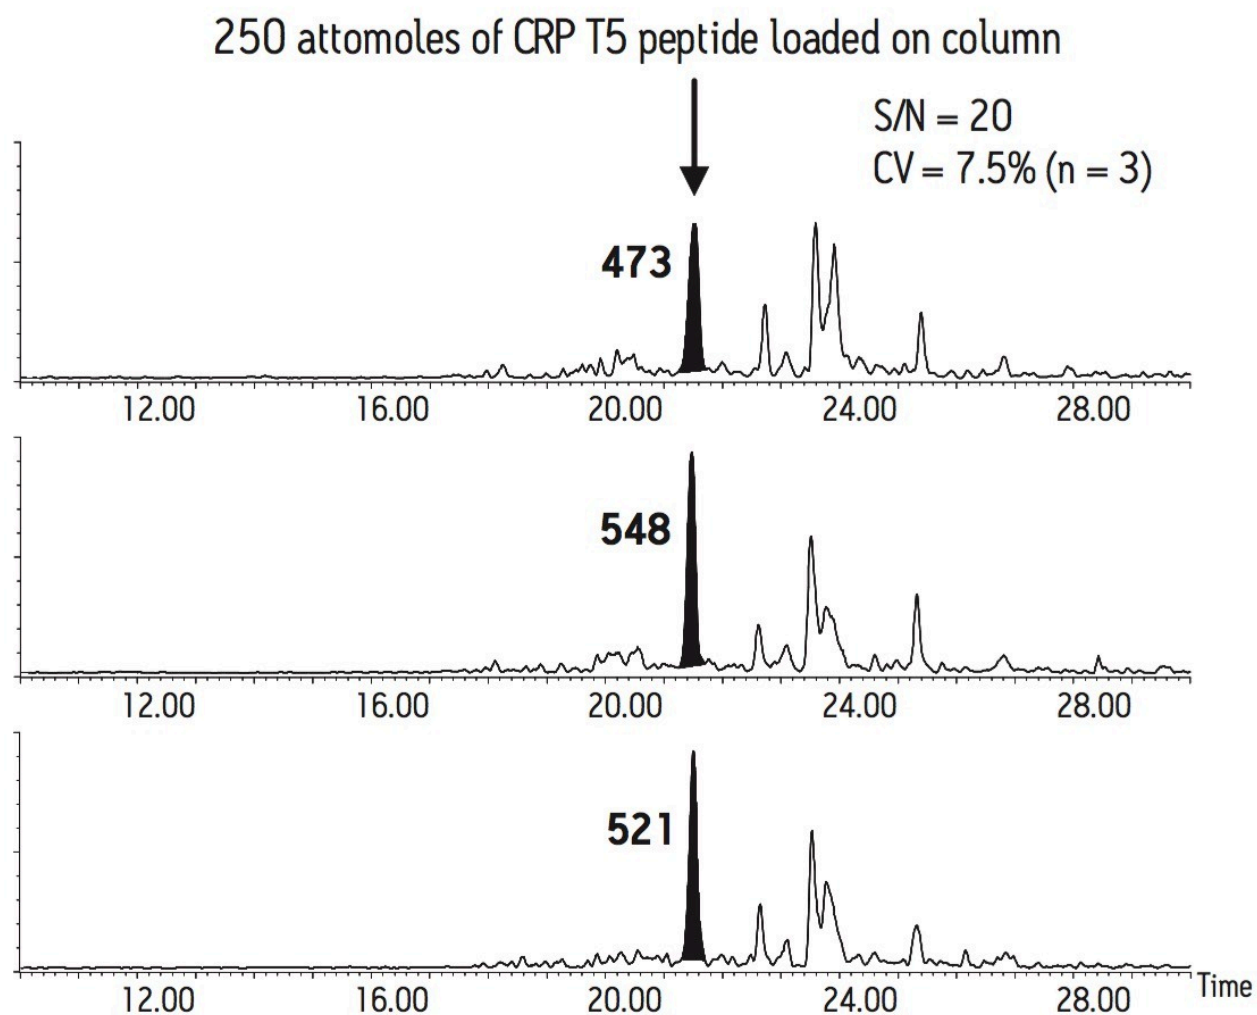 250 attomoles of CRP T5 peptide loaded on column
S/N = 20
CV = 7.5% (n = 3)
473
12.00 16.00 20.00 24.00 28.00
548
12.00 16.00 20.00 24.00 28.00
521
12.00 16.00 20.00 24.00 28.00 Time